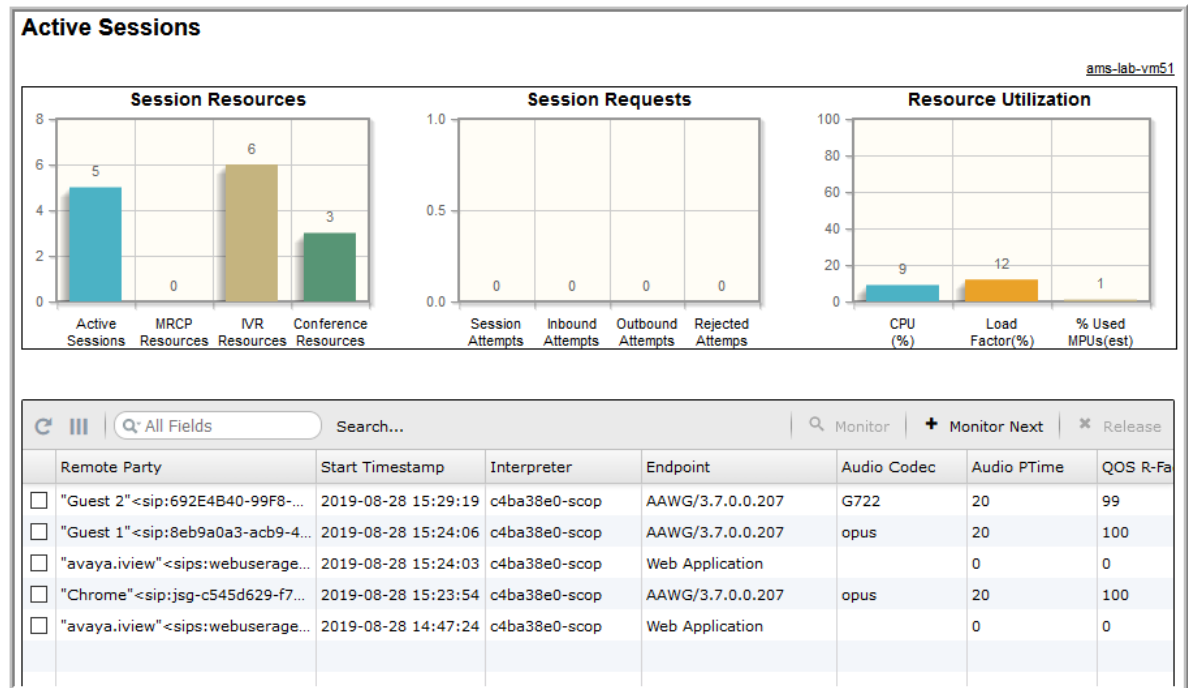 Active Sessions
ams-lab-vm51
Session Resources
8
6
4
2
0
5
0
6
3
Active Sessions
MRCP Resources
IVR Resources
Conference Resources
Session Requests
1.0
0.5
0.0
0
0
0
0
Session Attempts
Inbound Attempts
Outbound Attempts
Rejected Attemps
Resource Utilization
100
80
60
40
20
0
9
12
1
CPU (%)
Load Factor(%)
% Used MPUs(est)
All Fields Search... Monitor + Monitor Next Release
Remote Party Start Timestamp Interpreter Endpoint Audio Codec Audio PTime QOS R-Fa
"Guest 2"<sip:692E4B40-99F8-... 2019-08-28 15:29:19 c4ba38e0-scop AAWG/3.7.0.0.207 G722 20 99
"Guest 1"<sip:8eb9a0a3-acb9-4... 2019-08-28 15:24:06 c4ba38e0-scop AAWG/3.7.0.0.207 opus 20 100
"avaya.iview"<sips:webuserage... 2019-08-28 15:24:03 c4ba38e0-scop Web Application 0 0
"Chrome"<sip:jsg-c545d629-f7... 2019-08-28 15:23:54 c4ba38e0-scop AAWG/3.7.0.0.207 opus 20 100
"avaya.iview"<sips:webuserage... 2019-08-28 14:47:24 c4ba38e0-scop Web Application 0 0